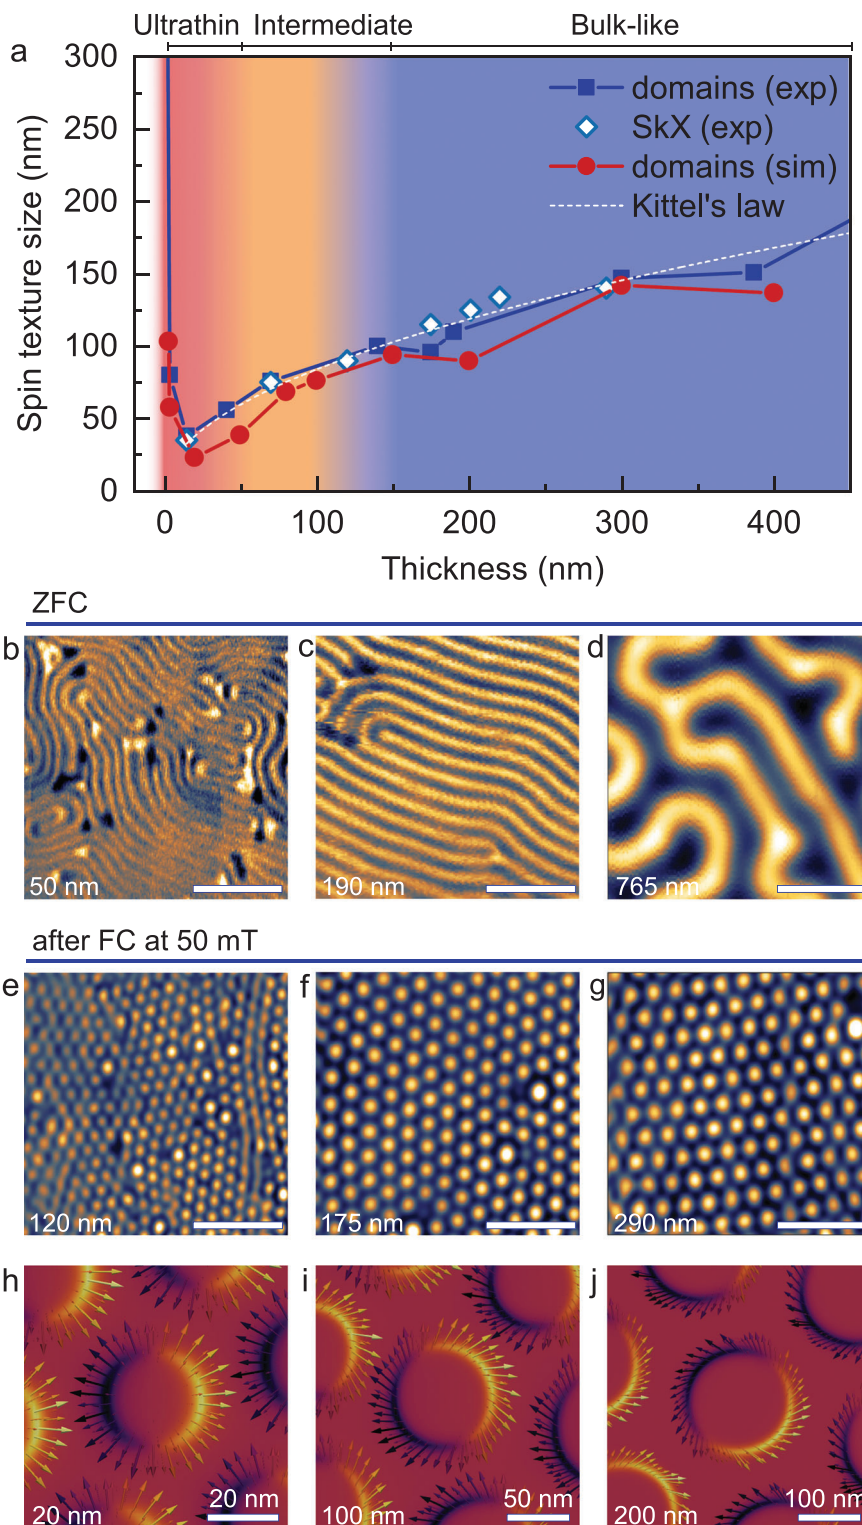 Ultrathin Intermediate Bulk-like
a
300
250
200
150
100
50
0
Spin texture size (nm)
domains (exp)
SkX (exp)
domains (sim)
Kittel's law
0 100 200 300 400
Thickness (nm)
ZFC
b c d
50 nm 190 nm 765 nm
after FC at 50 mT
e f g
120 nm 175 nm 290 nm
h i j
20 nm 20 nm 100 nm 50 nm 200 nm 100 nm